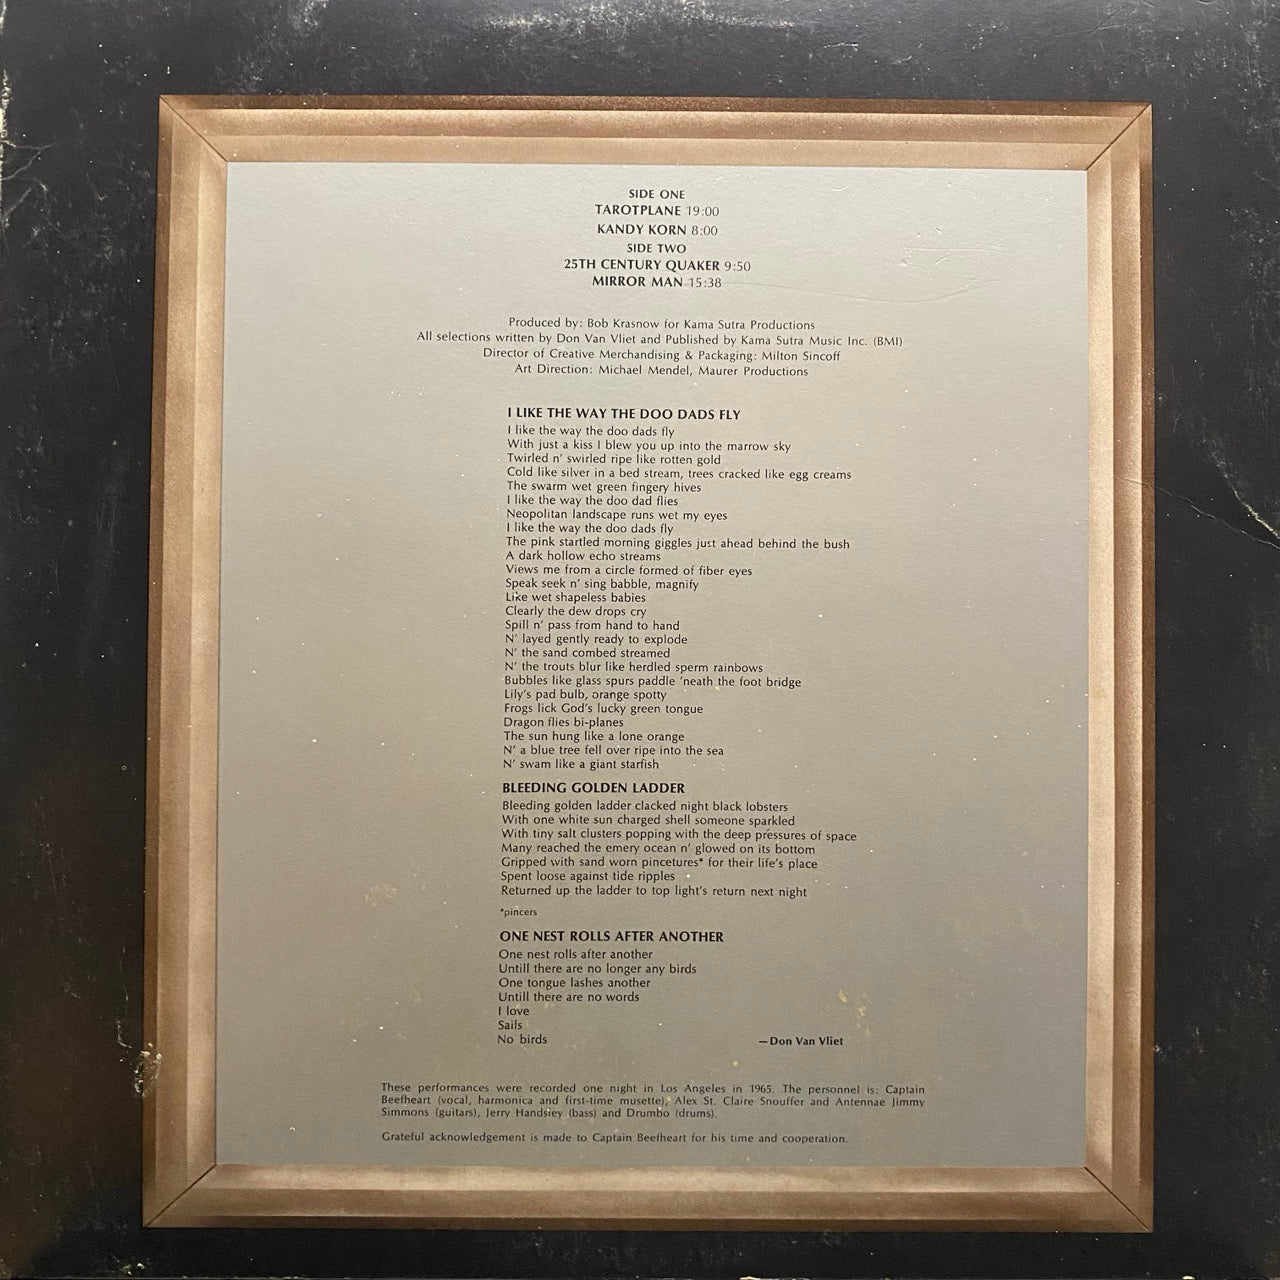 SIDE ONE
TAROTPLANE 19:00
KANDY KORN 8:00
SIDE TWO
25TH CENTURY QUAKER 9:50
MIRROR MAN 15:38
Produced by: Bob Krasnow for Kama Sutra Productions
All selections written by Don Van Vliet and Published by Kama Sutra Music Inc. (BMI)
Director of Creative Merchandising & Packaging: Milton Sincoff
Art Direction: Michael Mendel, Maurer Productions
I LIKE THE WAY THE DOO DADS FLY
I like the way the doo dads fly
With just a kiss I blew you up into the marrow sky
Twirled n' swirled ripe like rotten gold
Cold like silver in a bed stream, trees cracked like egg creams
The swarm wet green fingery hives
I like the way the doo dad flies
Neopolitan landscape runs wet my eyes
I like the way the doo dads fly
The pink startled morning giggles just ahead behind the bush
A dark hollow echo streams
Views me from a circle formed of fiber eyes
Speak seek n' sing babble, magnify
Like wet shapeless babies
Clearly the dew drops cry
Spill n' pass from hand to hand
N' layed gently ready to explode
N' the sand combed streamed
N' the trouts blur like herdled sperm rainbows
Bubbles like glass spurs paddle 'neath the foot bridge
Lily's pad bulb, orange spotty
Frogs lick God's lucky green tongue
Dragon flies bi-planes
The sun hung like a lone orange
N' a blue tree fell over ripe into the sea
N' swam like a giant starfish
BLEEDING GOLDEN LADDER
Bleeding golden ladder clacked night black lobsters
With one white sun charged shell someone sparkled
With tiny salt clusters popping with the deep pressures of space
Many reached the emery ocean n' glowed on its bottom
Gripped with sand worn pincetures* for their life's place
Spent loose against tide ripples
Returned up the ladder to top light's return next night
*pincers
ONE NEST ROLLS AFTER ANOTHER
One nest rolls after another
Untill there are no longer any birds
One tongue lashes another
Untill there are no words
I love
Sails
No birds
—Don Van Vliet
These performances were recorded one night in Los Angeles in 1965. The personnel is: Captain
Beefheart (vocal, harmonica and first-time musette), Alex St. Claire Snouffer and Antennae Jimmy
Simmons (guitars), Jerry Handsley (bass) and Drumbo (drums).
Grateful acknowledgement is made to Captain Beefheart for his time and cooperation.